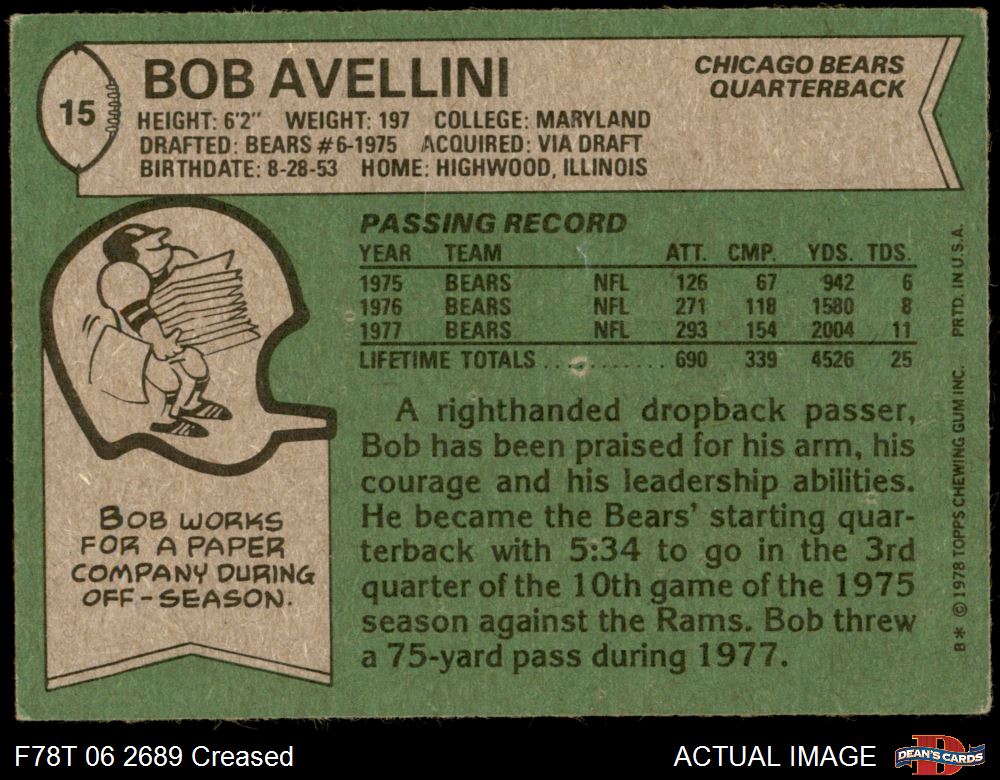 15
BOB AVELLINI
CHICAGO BEARS
QUARTERBACK
HEIGHT: 6'2" WEIGHT: 197 COLLEGE: MARYLAND
DRAFTED: BEARS #6-1975 ACQUIRED: VIA DRAFT
BIRTHDATE: 8-28-53 HOME: HIGHWOOD, ILLINOIS
PASSING RECORD
YEAR TEAM ATT. CMP. YDS. TDS.
1975 BEARS NFL 126 67 942 6
1976 BEARS NFL 271 118 1580 8
1977 BEARS NFL 293 154 2004 11
LIFETIME TOTALS . . . . . . . . . . . 690 339 4526 25
A righthanded dropback passer,
Bob has been praised for his arm, his
courage and his leadership abilities.
He became the Bears' starting quar-
terback with 5:34 to go in the 3rd
quarter of the 10th game of the 1975
season against the Rams. Bob threw
a 75-yard pass during 1977.
BOB WORKS
FOR A PAPER
COMPANY DURING
OFF-SEASON.
B* © 1978 TOPPS CHEWING GUM INC. PRTD. IN U.S.A.
F78T 06 2689 Creased
ACTUAL IMAGE
DEAN'S CARDS